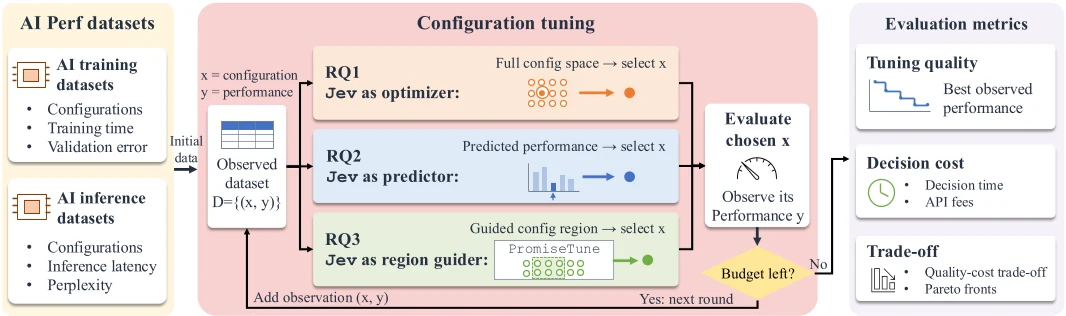 AI Perf datasets
AI training
datasets
• Configurations
• Training time
• Validation error
AI inference
datasets
• Configurations
• Inference latency
• Perplexity
Initial
data
Configuration tuning
x = configuration
y = performance
Observed
dataset
D={(x, y)}
RQ1
Jev as optimizer:
Full config space → select x
RQ2
Jev as predictor:
Predicted performance → select x
RQ3
Jev as region guider:
Guided config region → select x
PromiseTune
Evaluate
chosen x
Observe its
Performance y
Budget left?
No
Yes: next round
Add observation (x, y)
Evaluation metrics
Tuning quality
Best observed
performance
Decision cost
• Decision time
• API fees
Trade-off
• Quality-cost trade-off
• Pareto fronts